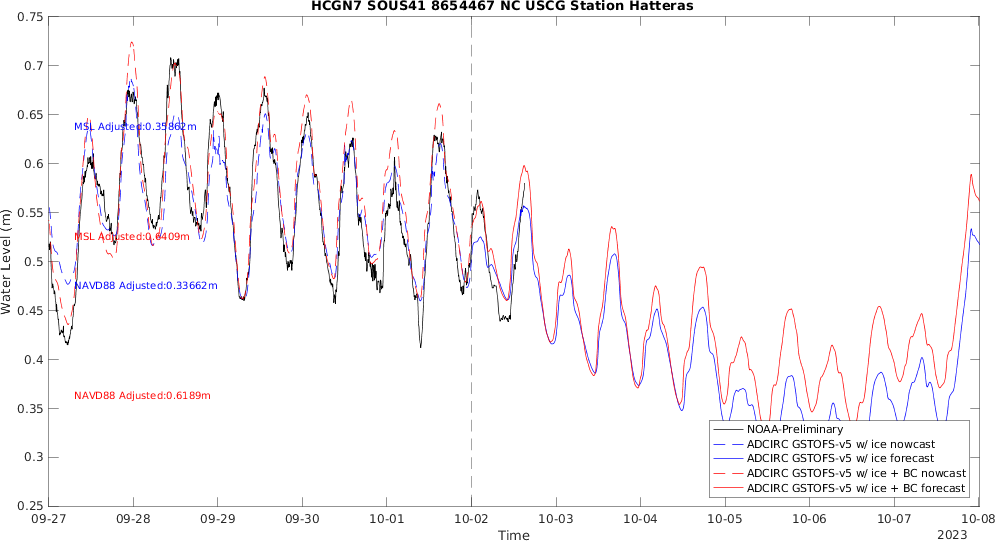 HCGN7 SOUS41 8654467 NC USCG Station Hatteras
Water Level (m)
0.75
0.7
0.65
0.6
0.55
0.5
0.45
0.4
0.35
0.3
0.25
MSL Adjusted:0.35862m
MSL Adjusted:0.6409m
NAVD88 Adjusted:0.33662m
NAVD88 Adjusted:0.6189m
NOAA-Preliminary
ADCIRC GSTOFS-v5 w/ ice nowcast
ADCIRC GSTOFS-v5 w/ ice forecast
ADCIRC GSTOFS-v5 w/ ice + BC nowcast
ADCIRC GSTOFS-v5 w/ ice + BC forecast
09-27 09-28 09-29 09-30 10-01 10-02 10-03 10-04 10-05 10-06 10-07 10-08
Time
2023